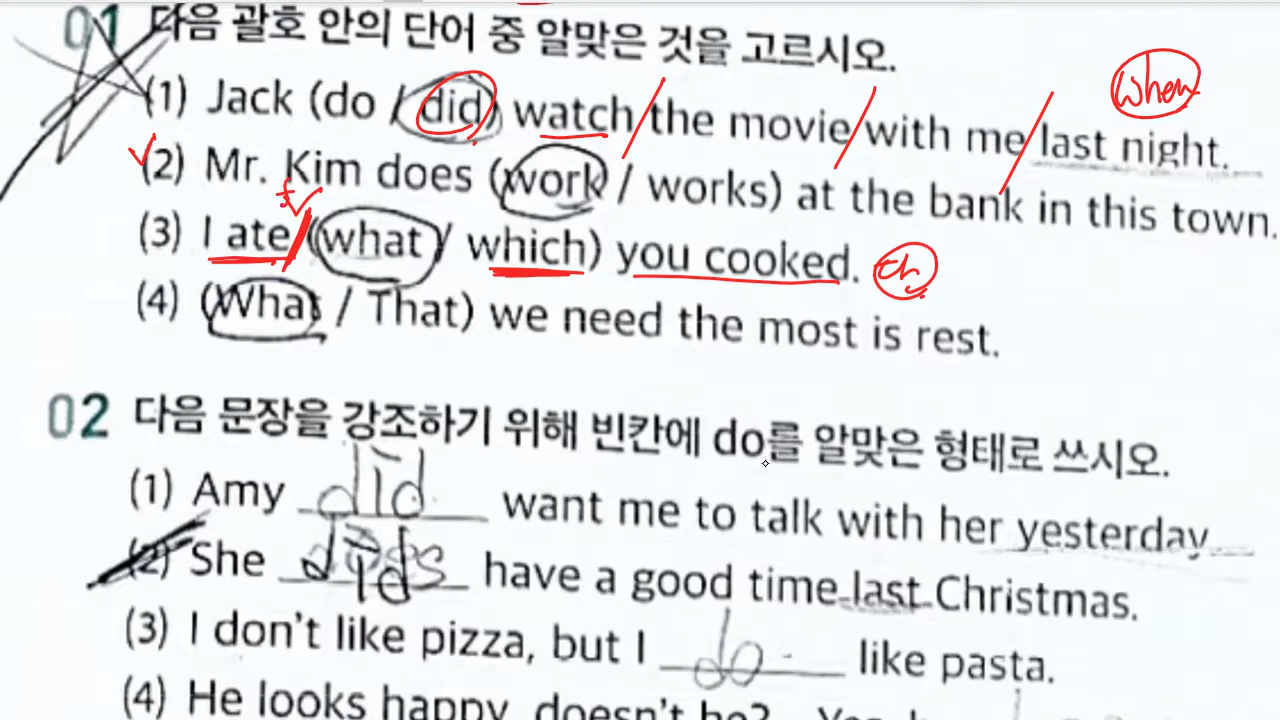 01 다음 괄호 안의 단어 중 알맞은 것을 고르시오.
when
(1) Jack (do / did) watch the movie with me last night.
(2) Mr. Kim does (work / works) at the bank in this town.
(3) I ate (what / which) you cooked.
(4) (What / That) we need the most is rest.
02 다음 문장을 강조하기 위해 빈칸에 do를 알맞은 형태로 쓰시오.
(1) Amy did want me to talk with her yesterday
(2) She did have a good time last Christmas.
(3) I don't like pizza, but I do like pasta.
(4) He looks happy, doesn't he?